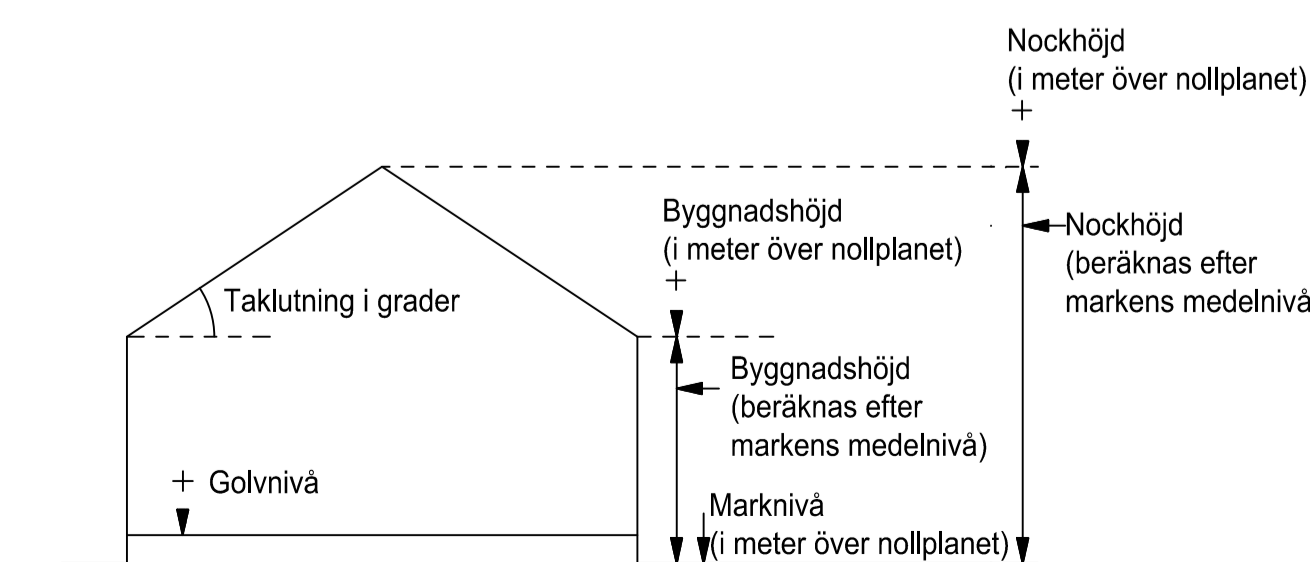 Nockhöjd
(i meter över nollplanet)
+
Byggnadshöjd
(i meter över nollplanet)
+
Nockhöjd
(beräknas efter
markens medelnivå
Taklutning i grader
Byggnadshöjd
(beräknas efter
markens medelnivå)
+ Golvnivå
Marknivå
(i meter över nollplanet)